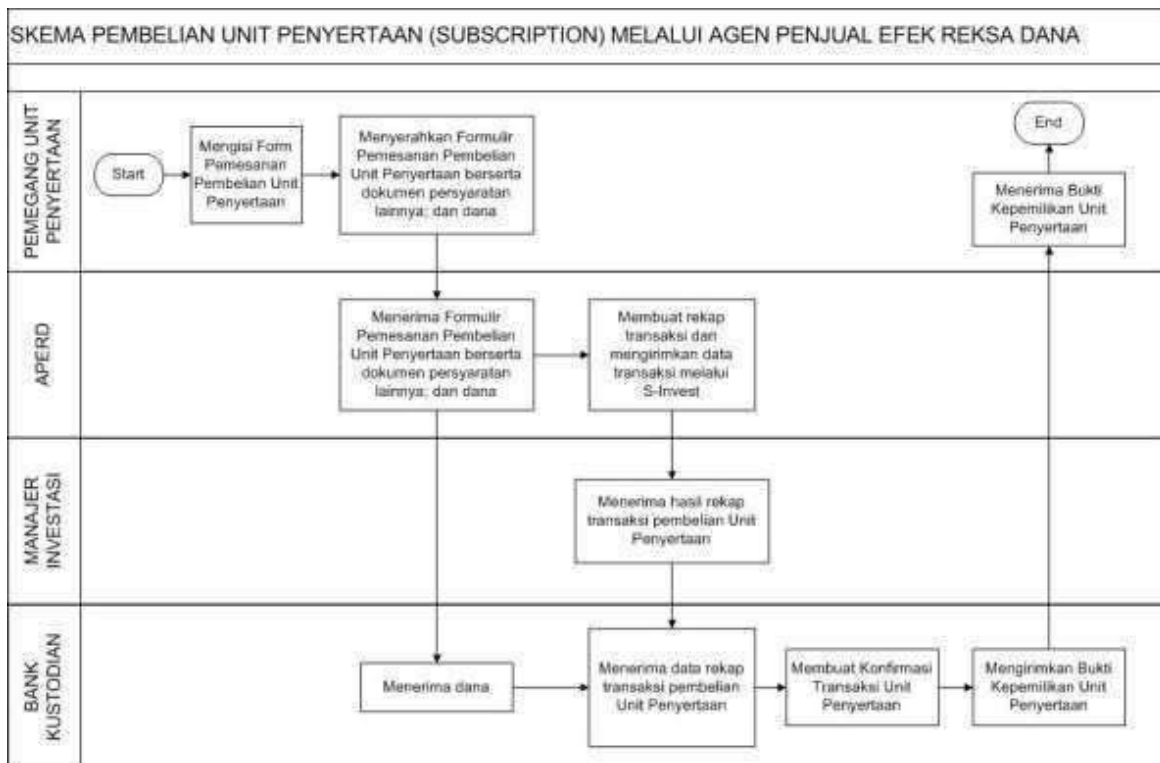 SKEMA PEMBELIAN UNIT PENYERTAAN (SUBSCRIPTION) MELALUI AGEN PENJUAL EFEK REKSA DANA
PEMEGANG UNIT
PENYERTAAN
Start
Mengisi Form
Pemesanan
Pembelian Unit
Penyertaan
Menyerahkan Formulir
Pemesanan Pembelian
Unit Penyertaan berserta
dokumen persyaratan
lainnya; dan dana
End
Menerima Bukti
Kepemilikan Unit
Penyertaan
APERD
Menerima Formulir
Pemesanan Pembelian
Unit Penyertaan berserta
dokumen persyaratan
lainnya; dan dana
Membuat rekap
transaksi dan
mengirimkan data
transaksi melalui
S-Invest
MANAJER
INVESTASI
Menerima hasil rekap
transaksi pembelian Unit
Penyertaan
BANK
KUSTODIAN
Menerima dana
Menerima data rekap
transaksi pembelian
Unit Penyertaan
Membuat Konfirmasi
Transaksi Unit
Penyertaan
Mengirimkan Bukti
Kepemilikan Unit
Penyertaan